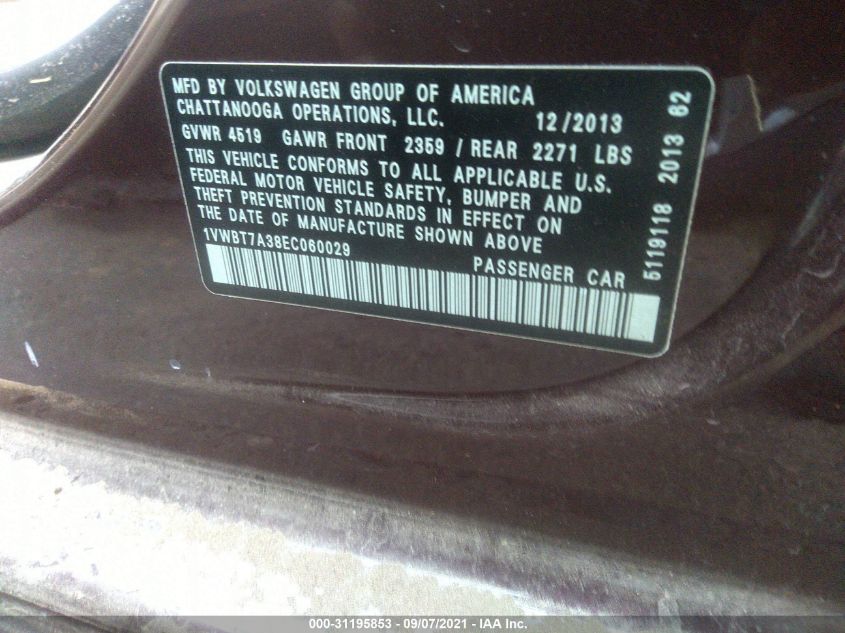 MFD BY VOLKSWAGEN GROUP OF AMERICA
CHATTANOOGA OPERATIONS, LLC. 12/2013
GVWR 4519 GAWR FRONT 2359 / REAR 2271 LBS
THIS VEHICLE CONFORMS TO ALL APPLICABLE U.S.
FEDERAL MOTOR VEHICLE SAFETY, BUMPER AND
THEFT PREVENTION STANDARDS IN EFFECT ON
THE DATE OF MANUFACTURE SHOWN ABOVE
1VWBT7A38EC060029 PASSENGER CAR
5119118 2013 62
000-31195853 - 09/07/2021 - IAA Inc.